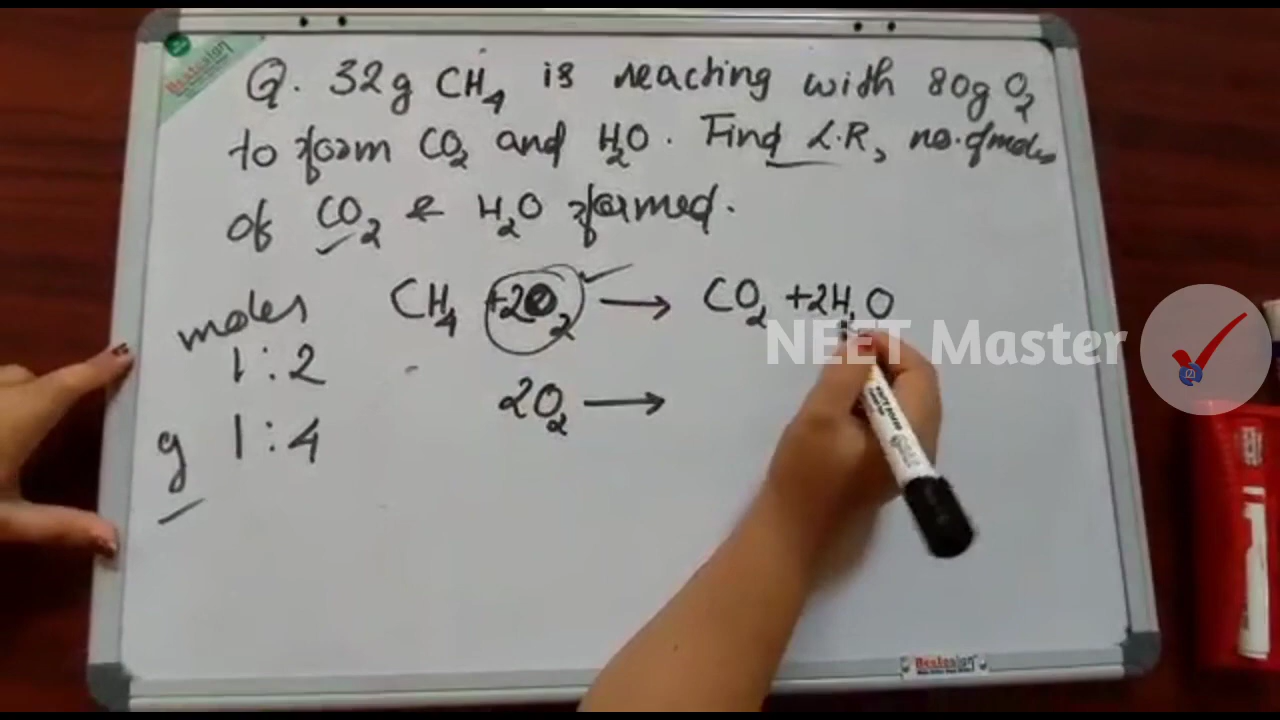 Q. 32g CH₄ is reacting with 80g O₂
to form CO₂ and H₂O. Find L.R, no. of moles
of CO₂ & H₂O formed.
moles CH₄ +2O₂ → CO₂ +2H₂O
1:2
2O₂ →
g 1:4
NEET Master